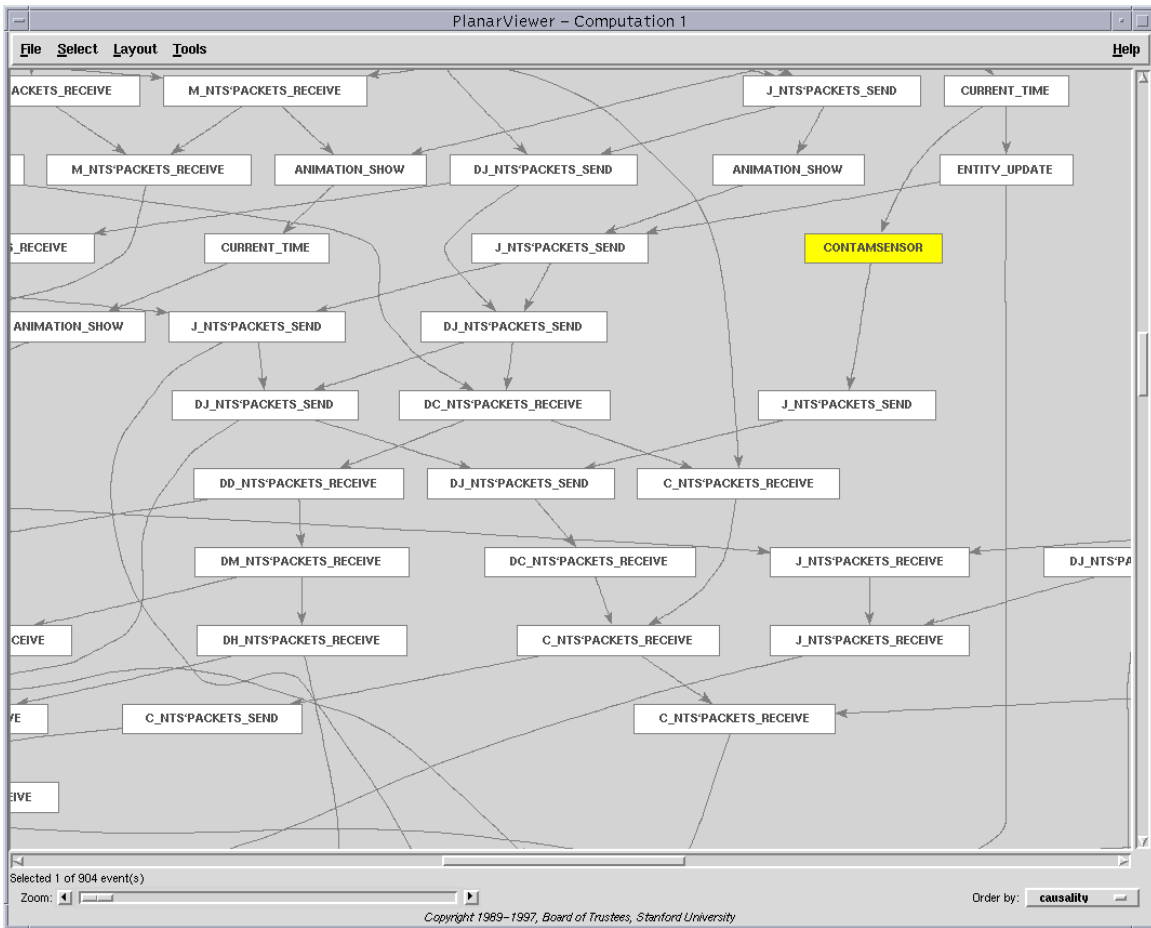 PlanarViewer – Computation 1
File Select Layout Tools Help
ACKETS_RECEIVE M_NTS'PACKETS_RECEIVE J_NTS'PACKETS_SEND CURRENT_TIME
M_NTS'PACKETS_RECEIVE ANIMATION_SHOW DJ_NTS'PACKETS_SEND ANIMATION_SHOW ENTITY_UPDATE
S_RECEIVE CURRENT_TIME J_NTS'PACKETS_SEND CONTAMSENSOR
ANIMATION_SHOW J_NTS'PACKETS_SEND DJ_NTS'PACKETS_SEND
DJ_NTS'PACKETS_SEND DC_NTS'PACKETS_RECEIVE J_NTS'PACKETS_SEND
DD_NTS'PACKETS_RECEIVE DJ_NTS'PACKETS_SEND C_NTS'PACKETS_RECEIVE
DM_NTS'PACKETS_RECEIVE DC_NTS'PACKETS_RECEIVE J_NTS'PACKETS_RECEIVE DJ_NTS'PA
CEIVE DH_NTS'PACKETS_RECEIVE C_NTS'PACKETS_RECEIVE J_NTS'PACKETS_RECEIVE
VE C_NTS'PACKETS_SEND C_NTS'PACKETS_RECEIVE
EIVE
Selected 1 of 904 event(s)
Zoom: Order by: causality
Copyright 1989–1997, Board of Trustees, Stanford University